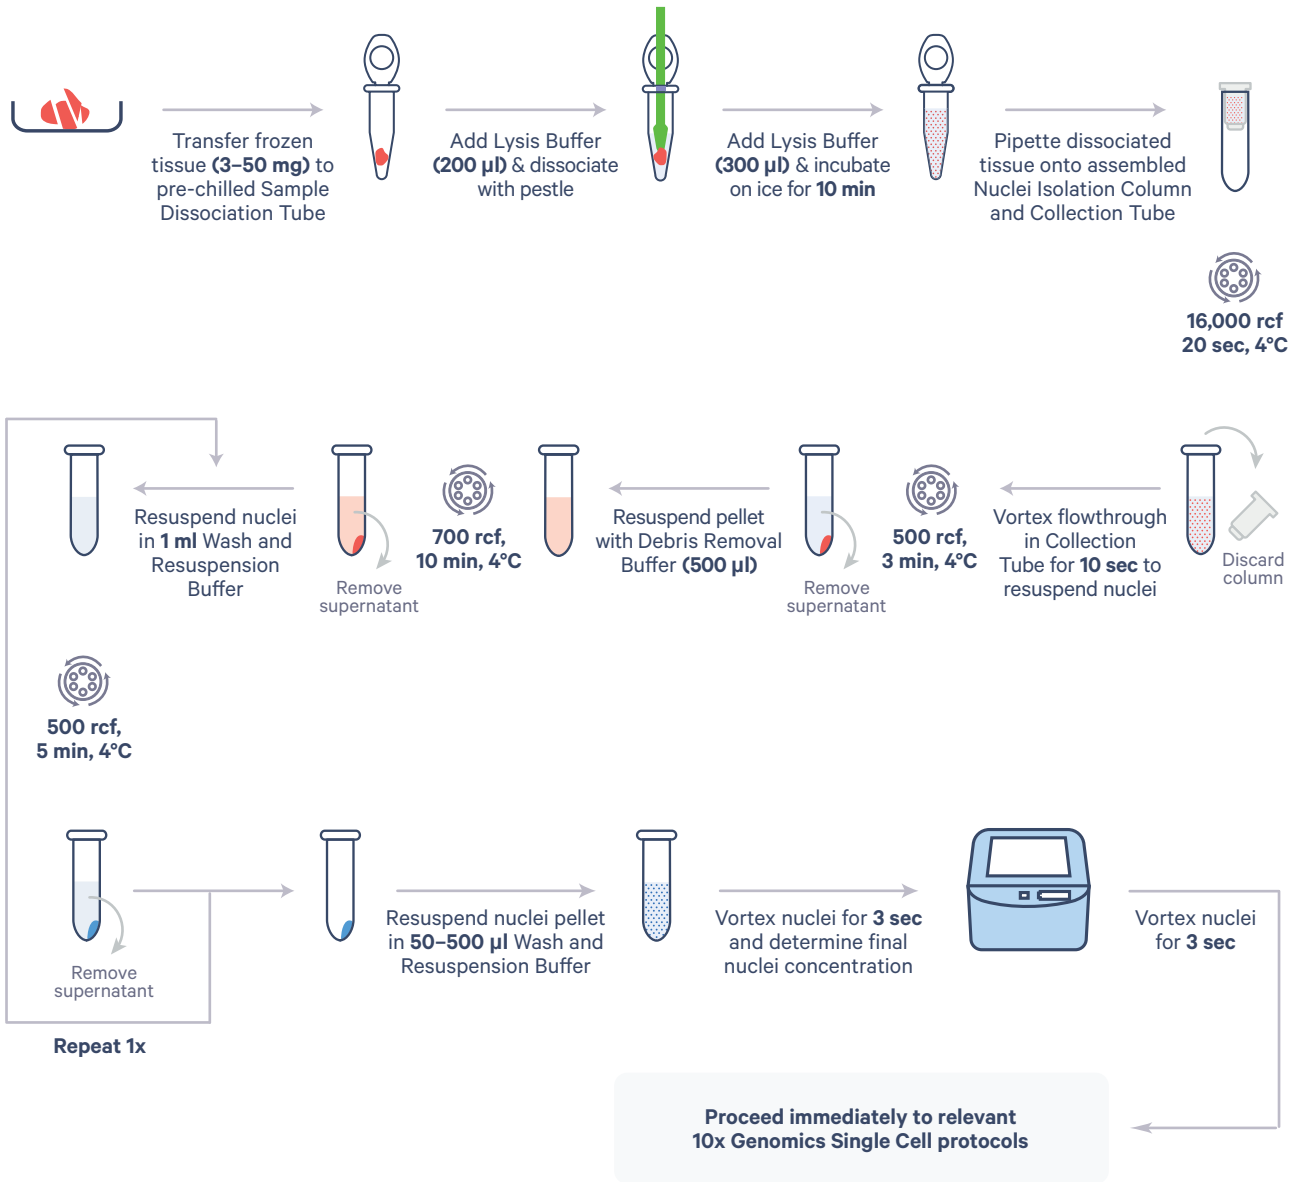 Transfer frozen
tissue (3–50 mg) to
pre-chilled Sample
Dissociation Tube
Add Lysis Buffer
(200 µl) & dissociate
with pestle
Add Lysis Buffer
(300 µl) & incubate
on ice for 10 min
Pipette dissociated
tissue onto assembled
Nuclei Isolation Column
and Collection Tube
16,000 rcf
20 sec, 4°C
Discard
column
Vortex flowthrough
in Collection
Tube for 10 sec to
resuspend nuclei
500 rcf,
3 min, 4°C
Remove
supernatant
Resuspend pellet
with Debris Removal
Buffer (500 µl)
700 rcf,
10 min, 4°C
Remove
supernatant
Resuspend nuclei
in 1 ml Wash and
Resuspension
Buffer
500 rcf,
5 min, 4°C
Remove
supernatant
Repeat 1x
Resuspend nuclei pellet
in 50–500 µl Wash and
Resuspension Buffer
Vortex nuclei for 3 sec
and determine final
nuclei concentration
Vortex nuclei
for 3 sec
Proceed immediately to relevant
10x Genomics Single Cell protocols